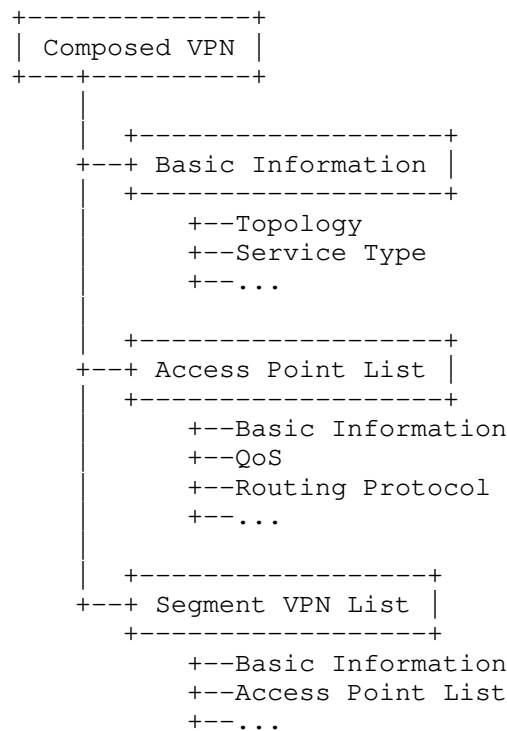 Composed VPN
Basic Information
+--Topology
+--Service Type
+--...
Access Point List
+--Basic Information
+--QoS
+--Routing Protocol
+--...
Segment VPN List
+--Basic Information
+--Access Point List
+--...